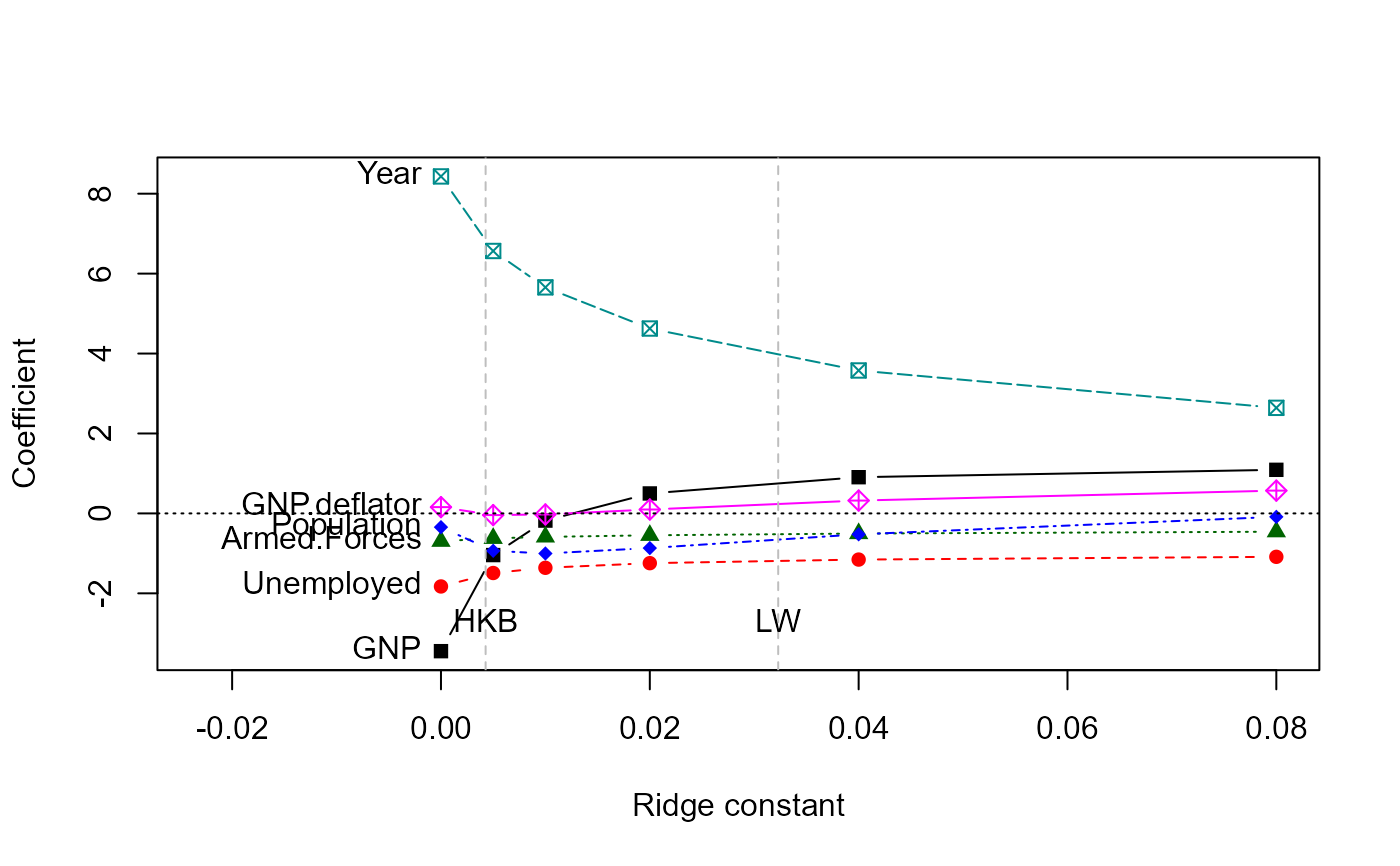 Year
GNP.deflator
Population
Armed.Forces
Unemployed
GNP
HKB
LW
8
6
4
2
0
-2
Coefficient
-0.02 0.00 0.02 0.04 0.06 0.08
Ridge constant